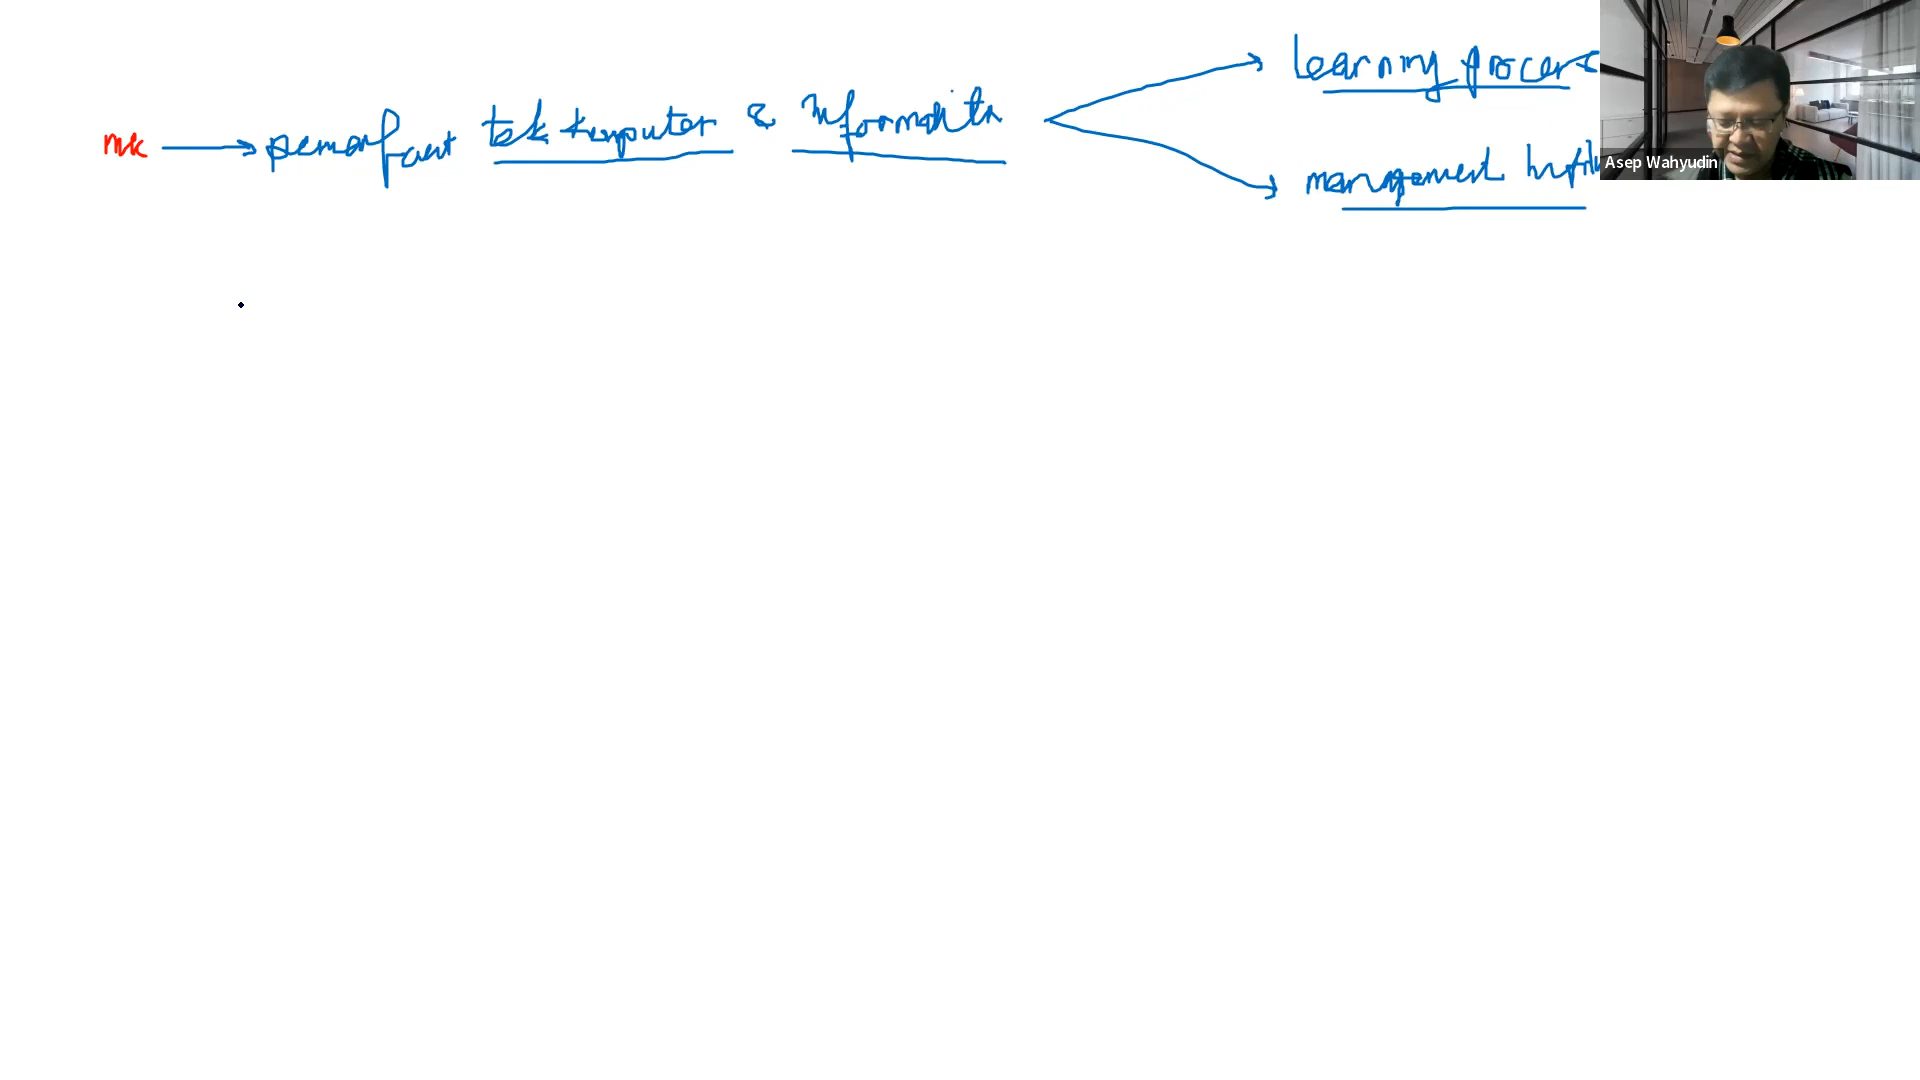 learning process
mk → pemanfaat tek komputer & Informatika
management
Asep Wahyudin